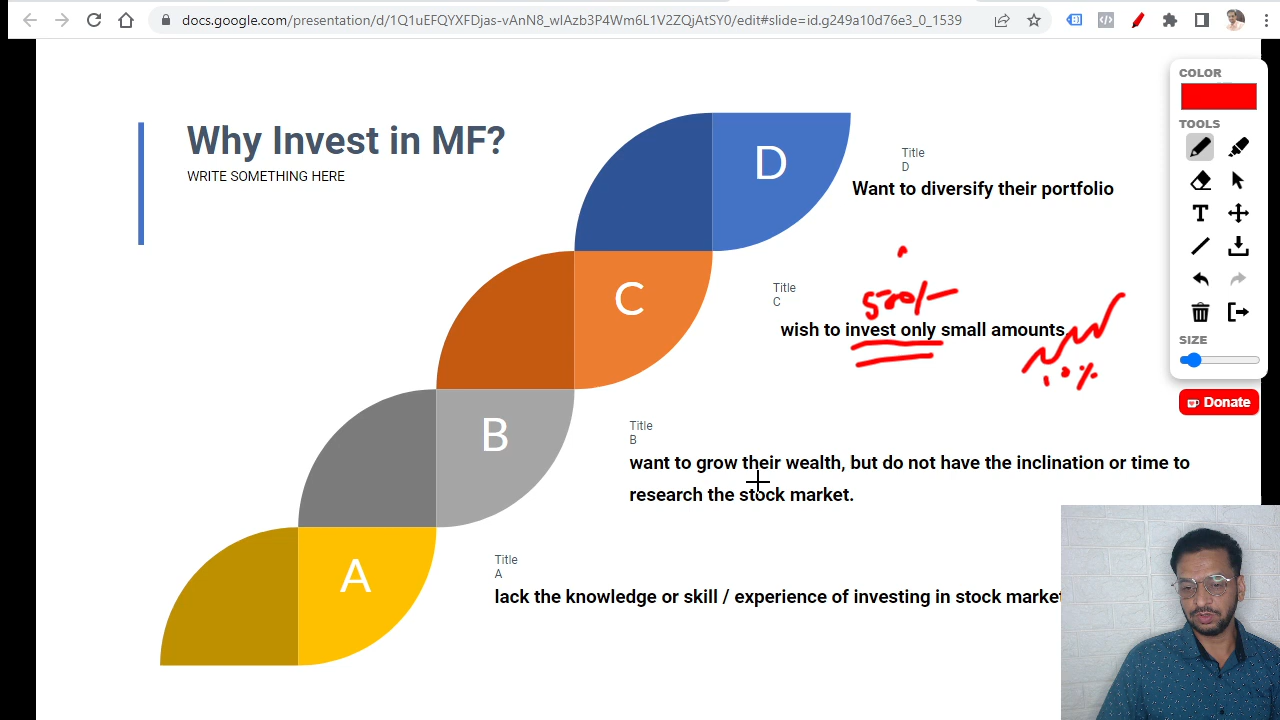 docs.google.com/presentation/d/1Q1uEFQYXFDjas-vAnN8_wIAzb3P4Wm6L1V2ZQjAtSY0/edit#slide=id.g249a10d76e3_0_1539
COLOR
TOOLS
T
SIZE
Donate
Why Invest in MF?
WRITE SOMETHING HERE
D
Title
D
Want to diversify their portfolio
C
Title
C
500/-
wish to invest only small amounts.
10%
B
Title
B
want to grow their wealth, but do not have the inclination or time to
research the stock market.
A
Title
A
lack the knowledge or skill / experience of investing in stock market